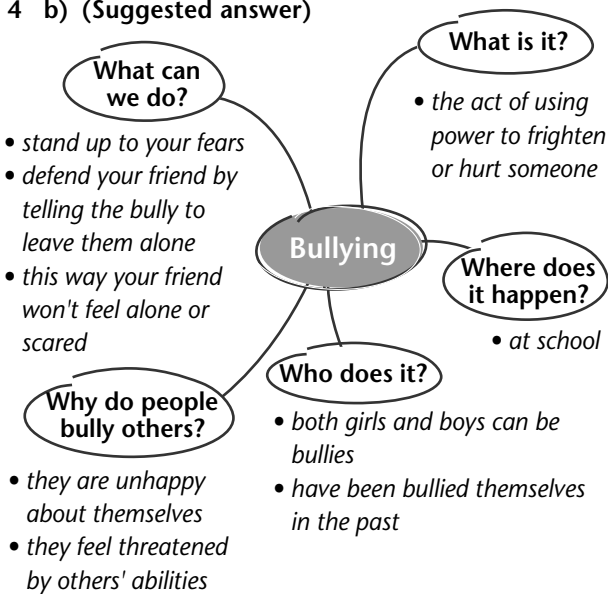 4 b) (Suggested answer)
What is it?
• the act of using
power to frighten
or hurt someone
What can
we do?
• stand up to your fears
• defend your friend by
telling the bully to
leave them alone
• this way your friend
won't feel alone or
scared
Bullying
Where does
it happen?
• at school
Who does it?
• both girls and boys can be
bullies
• have been bullied themselves
in the past
Why do people
bully others?
• they are unhappy
about themselves
• they feel threatened
by others' abilities